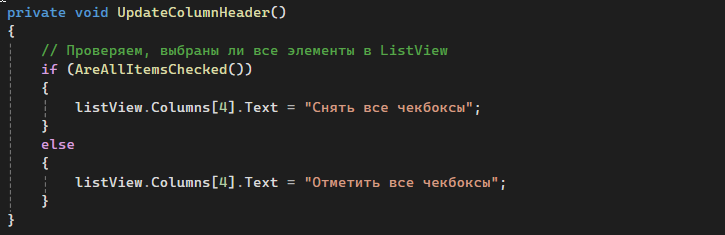 private void UpdateColumnHeader()
{
// Проверяем, выбраны ли все элементы в ListView
if (AreAllItemsChecked())
{
listView.Columns[4].Text = "Снять все чекбоксы";
}
else
{
listView.Columns[4].Text = "Отметить все чекбоксы";
}
}